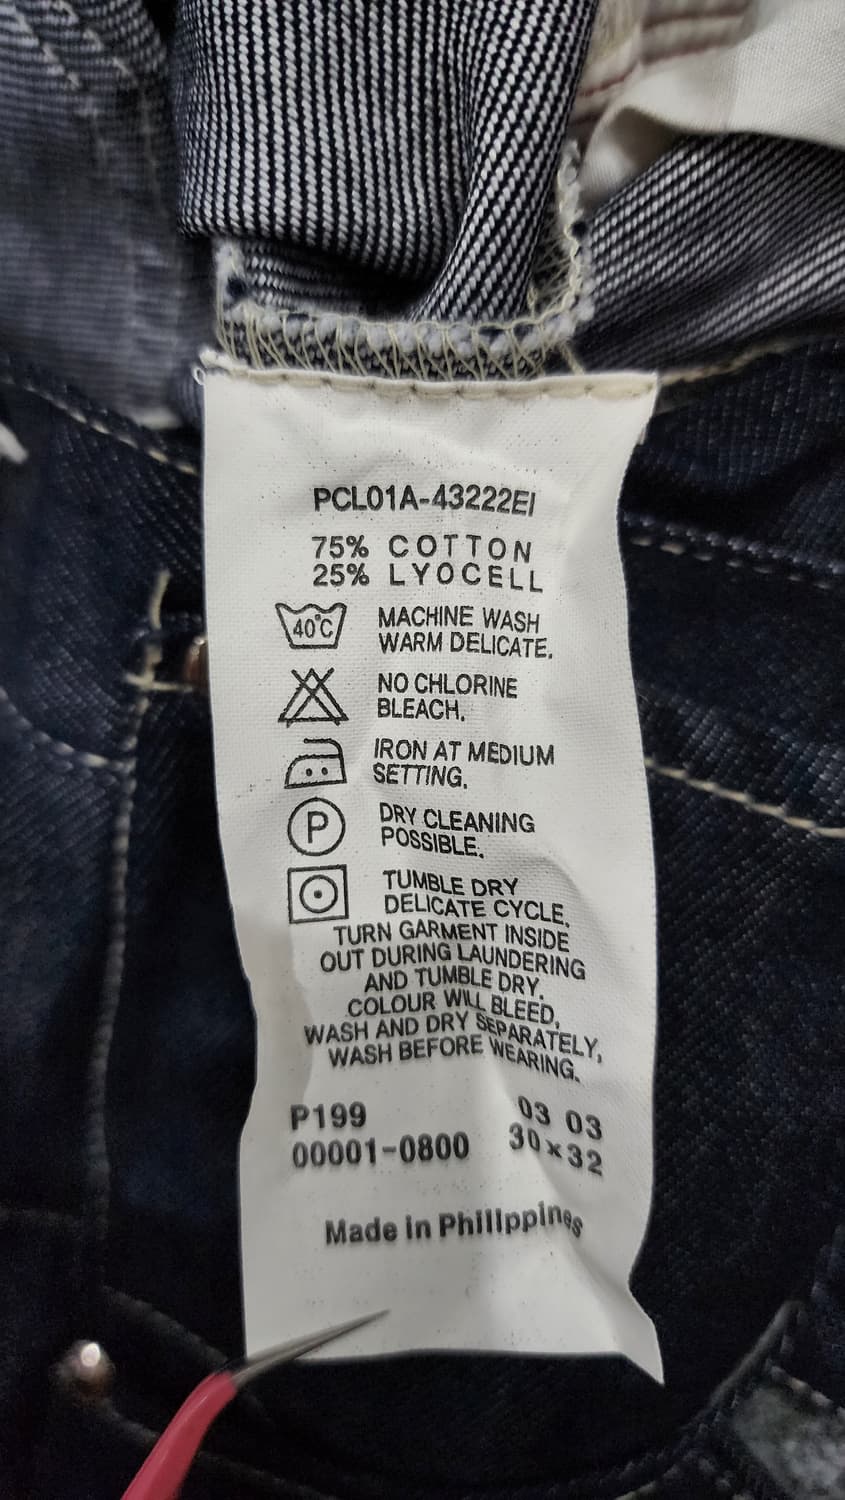 PCL01A-43222EI
75% COTTON
25% LYOCELL
40°C MACHINE WASH
WARM DELICATE.
NO CHLORINE
BLEACH.
IRON AT MEDIUM
SETTING.
P DRY CLEANING
POSSIBLE.
TUMBLE DRY
DELICATE CYCLE.
TURN GARMENT INSIDE
OUT DURING LAUNDERING
AND TUMBLE DRY.
COLOUR WILL BLEED,
WASH AND DRY SEPARATELY,
WASH BEFORE WEARING.
P199 03 03
00001-0800 30×32
Made in Philippines